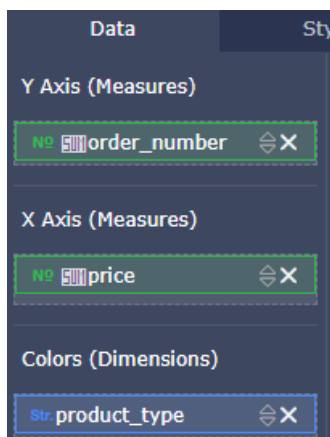 Data Sty
Y Axis (Measures)
Nº SUM order_number
X Axis (Measures)
Nº SUM price
Colors (Dimensions)
Str. product_type